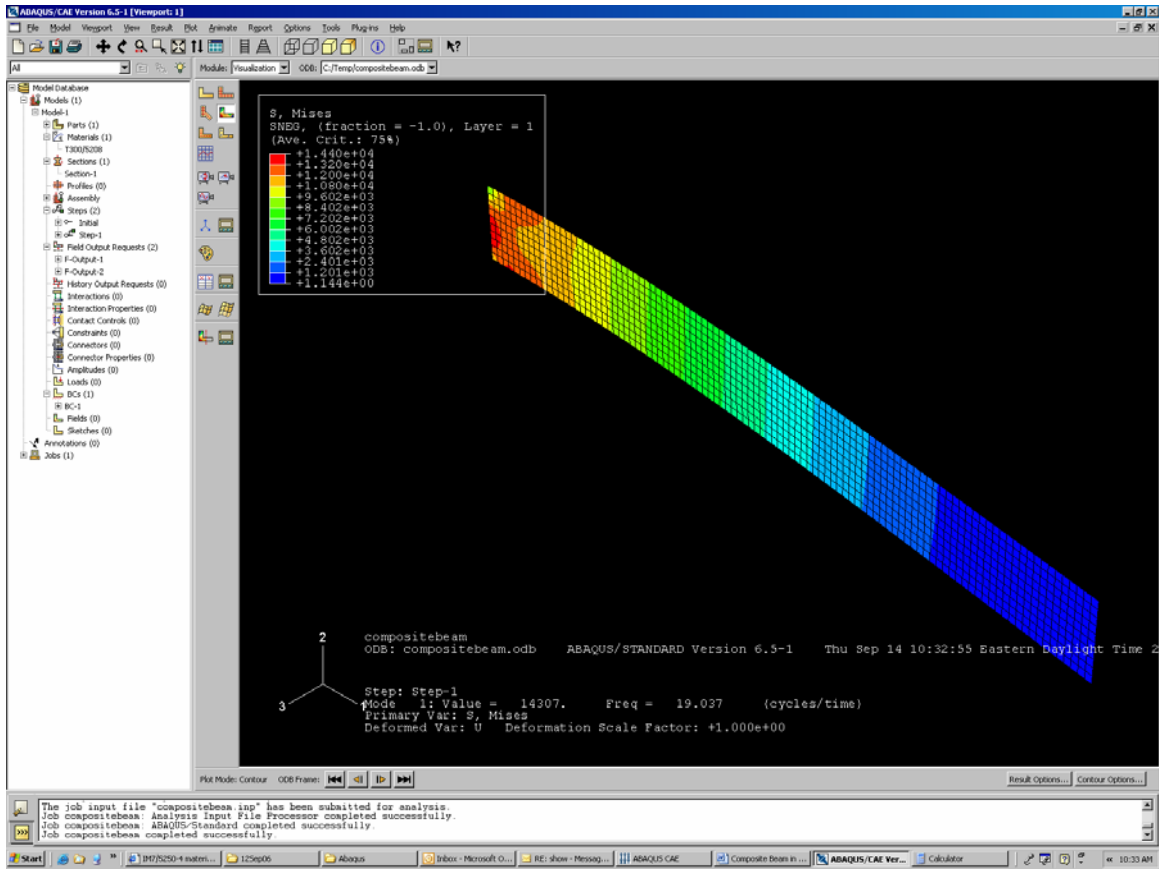 ABAQUS/CAE Version 6.5-1 [Viewport: 1]
File Model Viewport View Result Plot Animate Report Options Tools Plug-ins Help
All Module: Visualization ODB: C:/Temp/compositebeam.odb
Model Database
Models (1)
Model-1
Parts (1)
Materials (1)
T300/5208
Sections (1)
Section-1
Profiles (0)
Assembly
Steps (2)
Initial
Step-1
Field Output Requests (2)
F-Output-1
F-Output-2
History Output Requests (0)
Interactions (0)
Interaction Properties (0)
Contact Controls (0)
Constraints (0)
Connectors (0)
Connector Properties (0)
Amplitudes (0)
Loads (0)
BCs (1)
BC-1
Fields (0)
Sketches (0)
Annotations (0)
Jobs (1)
S, Mises
SNEG, (fraction = -1.0), Layer = 1
(Ave. Crit.: 75%)
+1.440e+04
+1.320e+04
+1.200e+04
+1.080e+04
+9.602e+03
+8.402e+03
+7.202e+03
+6.002e+03
+4.802e+03
+3.602e+03
+2.401e+03
+1.201e+03
+1.144e+00
2
3
1
compositebeam
ODB: compositebeam.odb ABAQUS/STANDARD Version 6.5-1 Thu Sep 14 10:32:55 Eastern Daylight Time 2
Step: Step-1
Mode 1: Value = 14307. Freq = 19.037 (cycles/time)
Primary Var: S, Mises
Deformed Var: U Deformation Scale Factor: +1.000e+00
Plot Mode: Contour ODB Frame: Result Options... Contour Options...
The job input file "compositebeam.inp" has been submitted for analysis.
Job compositebeam: Analysis Input File Processor completed successfully.
Job compositebeam: ABAQUS/Standard completed successfully.
Job compositebeam completed successfully.
Start IM7/5250-4 materi... 12Sep06 Abaqus Inbox - Microsoft O... RE: show - Messag... ABAQUS CAE Composite Beam in ... ABAQUS/CAE Ver... Calculator 10:33 AM